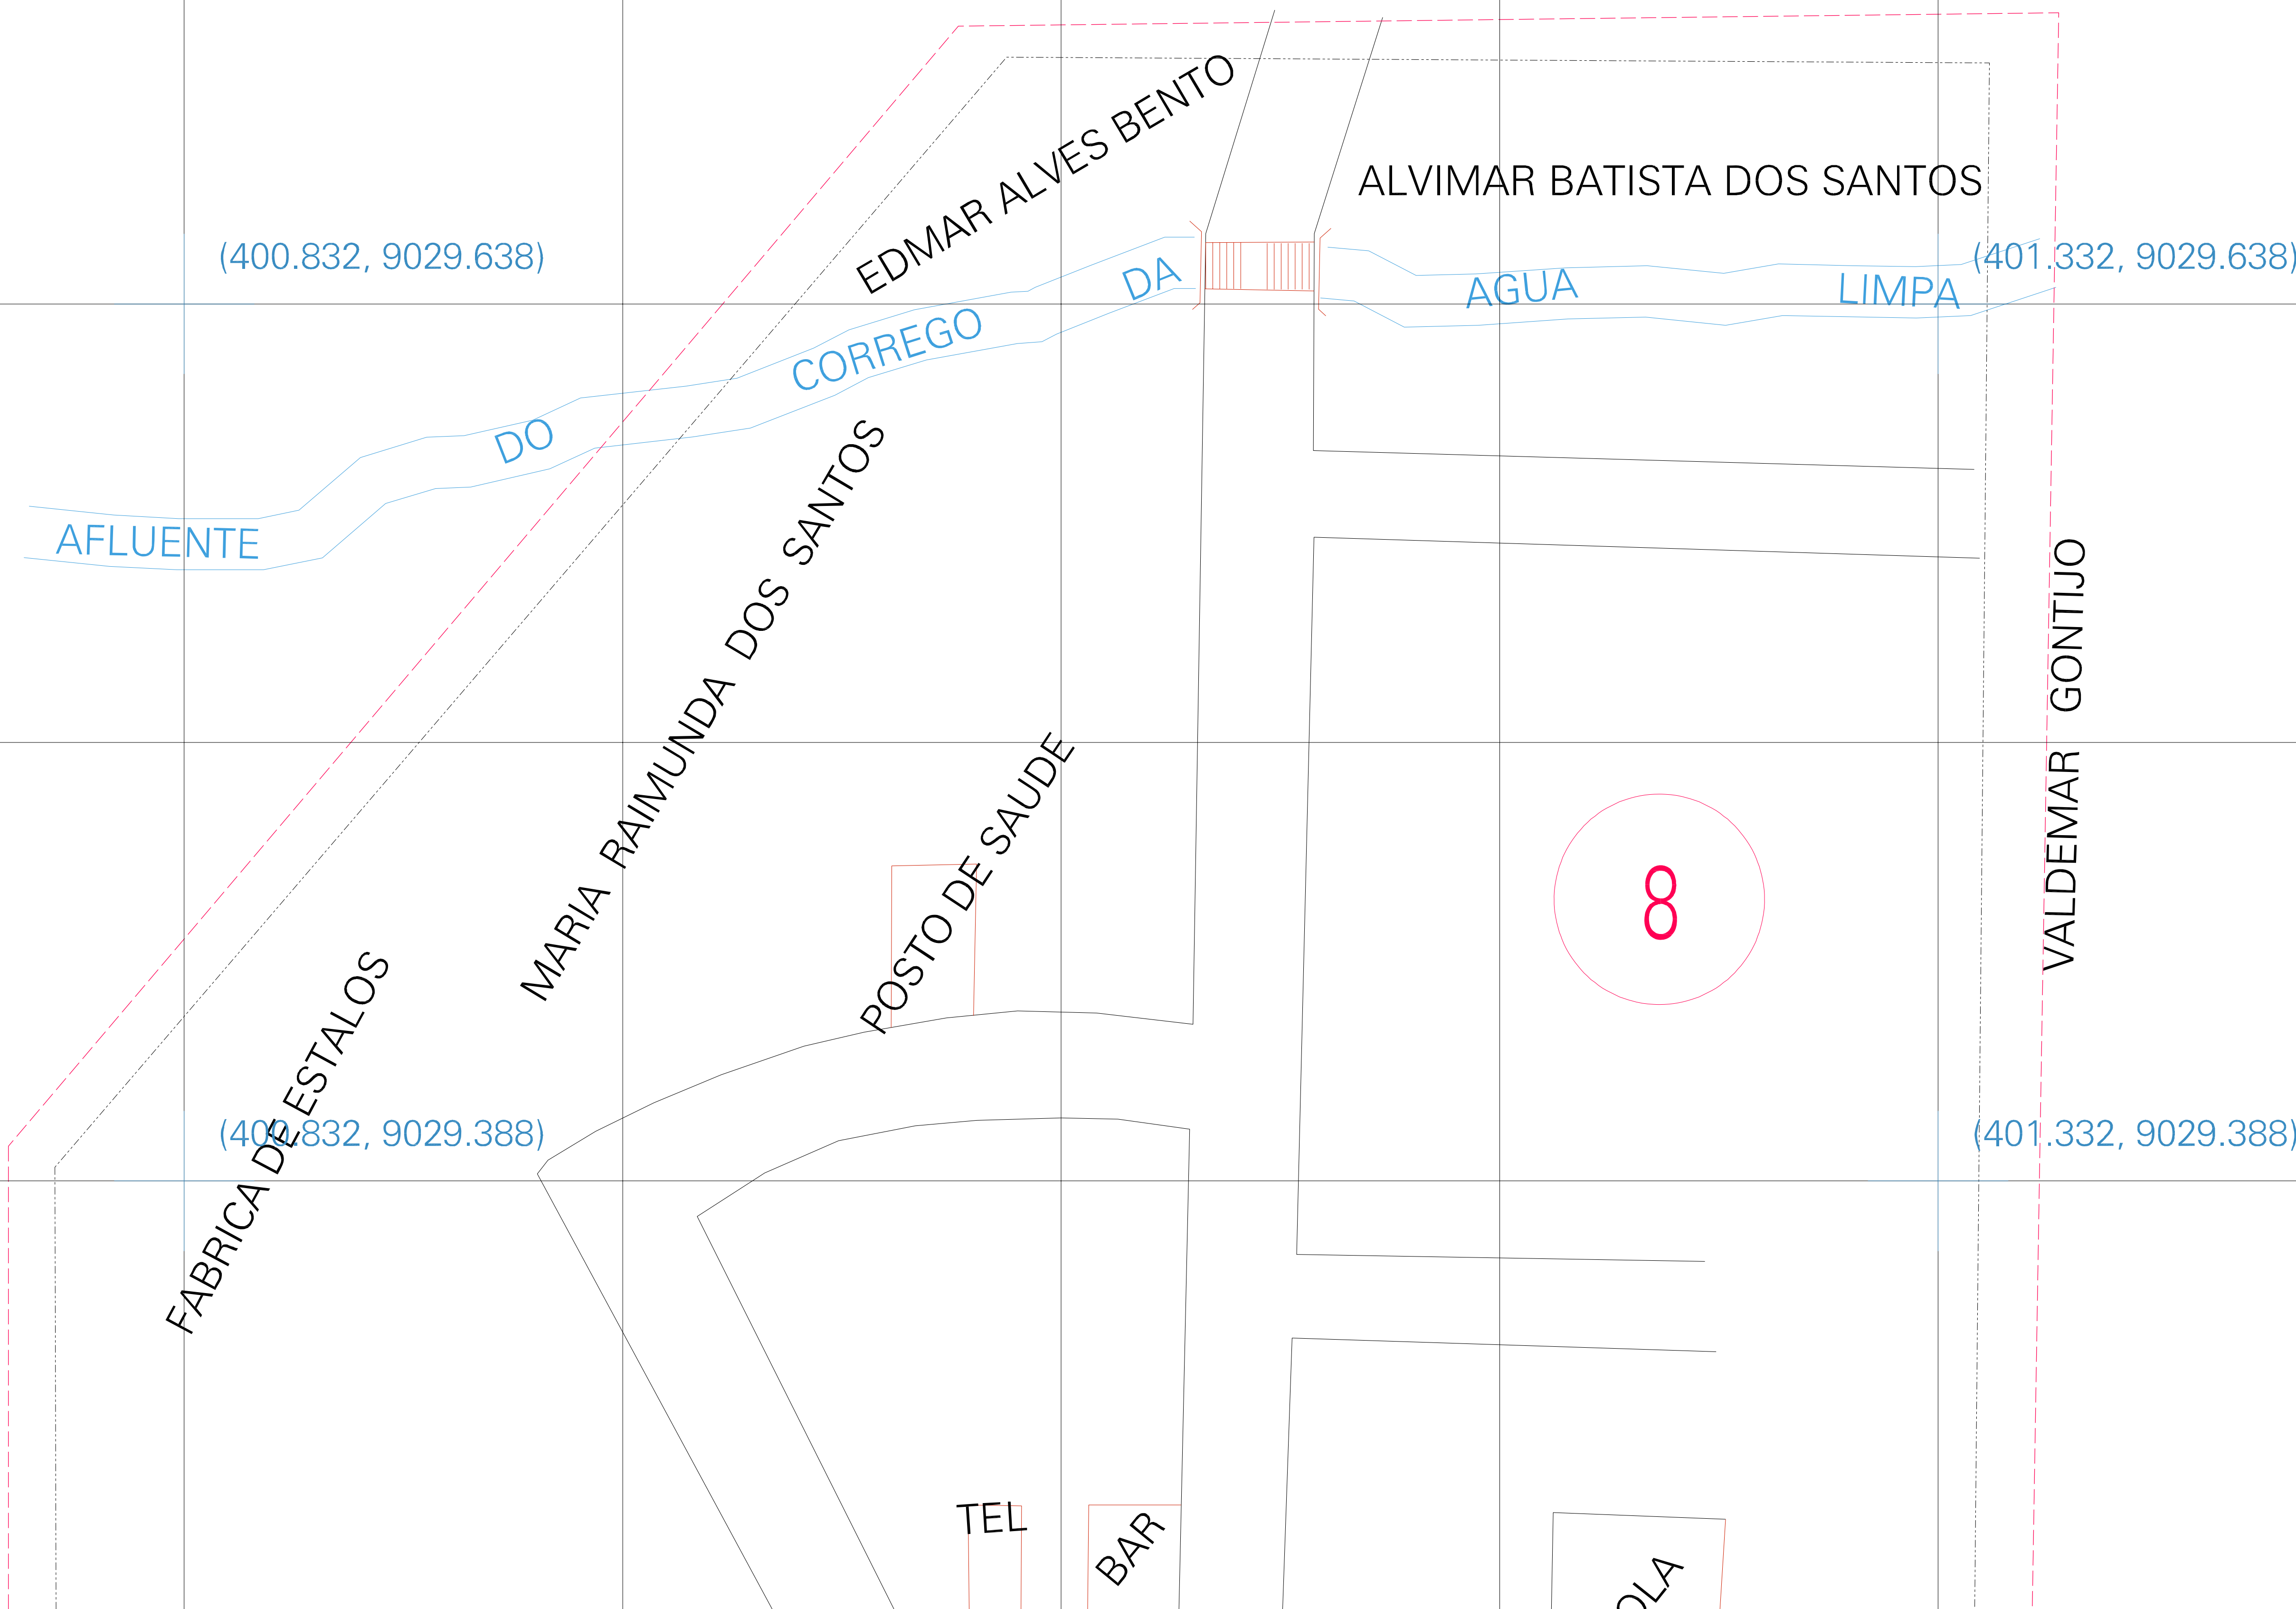 EDMAR ALVES BENTO
ALVIMAR BATISTA DOS SANTOS
(400.832, 9029.638)
(401.332, 9029.638)
AFLUENTE DO CORREGO DA AGUA LIMPA
MARIA RAIMUNDA DOS SANTOS
VALDEMAR GONTIJO
POSTO DE SAUDE
8
FABRICA DE ESTALOS
(400.832, 9029.388)
(401.332, 9029.388)
TEL
BAR
OLA